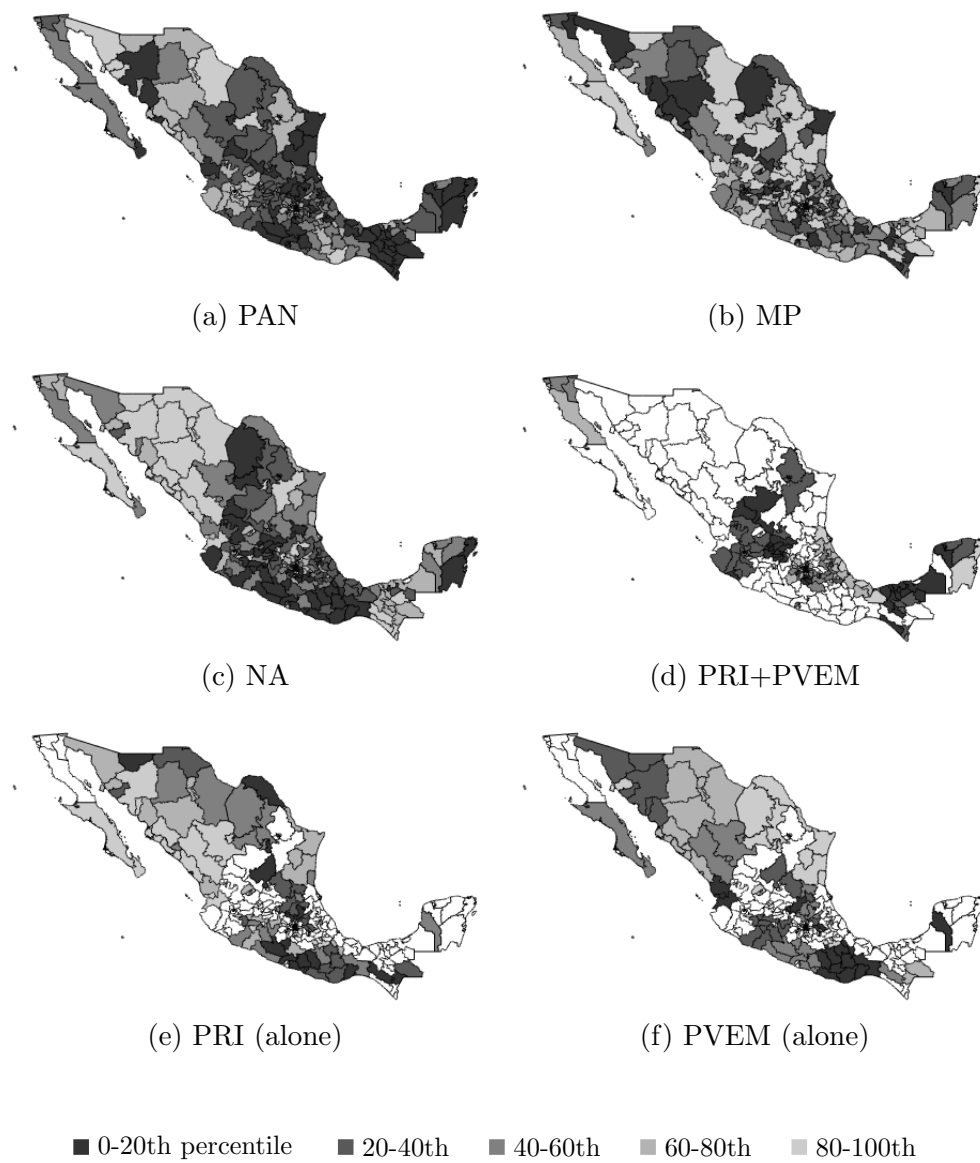 (a) PAN
(b) MP
(c) NA
(d) PRI+PVEM
(e) PRI (alone)
(f) PVEM (alone)
0-20th percentile 20-40th 40-60th 60-80th 80-100th